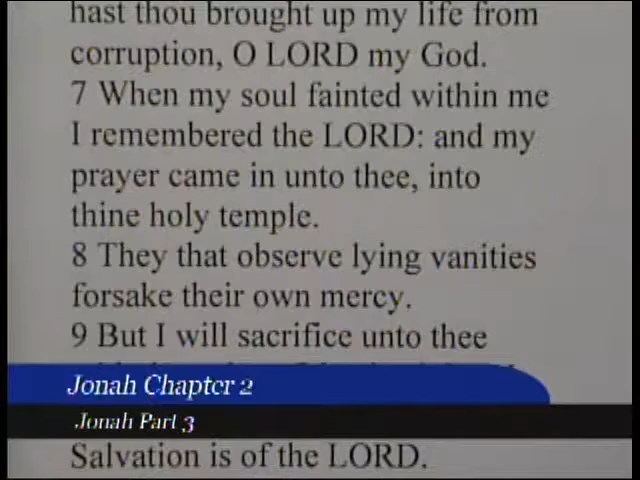 hast thou brought up my life from
corruption, O LORD my God.
7 When my soul fainted within me
I remembered the LORD: and my
prayer came in unto thee, into
thine holy temple.
8 They that observe lying vanities
forsake their own mercy.
9 But I will sacrifice unto thee
Jonah Chapter 2
Jonah Part 3
Salvation is of the LORD.